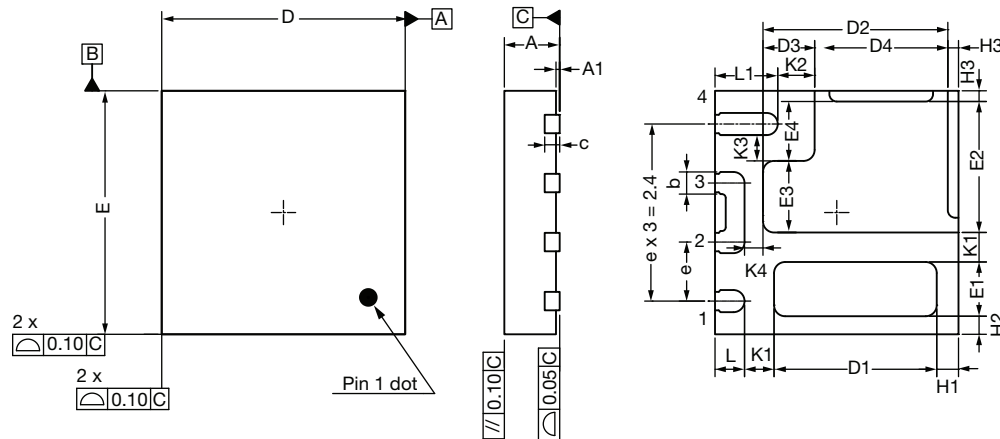 D
A
B
E
2 x
0.10 C
2 x
0.10 C
Pin 1 dot
C
A
A1
c
// 0.10 C
0.05 C
D2
D3
D4
H3
L1
K2
H3
4
E4
E2
K3
b
3
E3
e x 3 = 2.4
2
e
K4
K1
E1
1
H2
L
K1
D1
H1